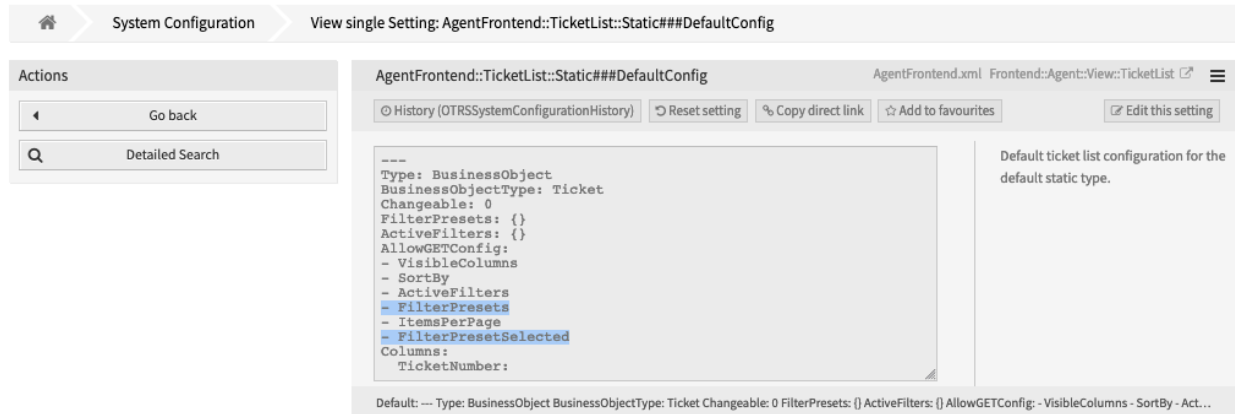 System Configuration
View single Setting: AgentFrontend::TicketList::Static###DefaultConfig
Actions
Go back
Detailed Search
AgentFrontend::TicketList::Static###DefaultConfig
AgentFrontend.xml Frontend::Agent::View::TicketList
History (OTRSSystemConfigurationHistory)
Reset setting
Copy direct link
Add to favourites
Edit this setting
---
Type: BusinessObject
BusinessObjectType: Ticket
Changeable: 0
FilterPresets: {}
ActiveFilters: {}
AllowGETConfig:
- VisibleColumns
- SortBy
- ActiveFilters
- FilterPresets
- ItemsPerPage
- FilterPresetSelected
Columns:
TicketNumber:
Default ticket list configuration for the
default static type.
Default: --- Type: BusinessObject BusinessObjectType: Ticket Changeable: 0 FilterPresets: {} ActiveFilters: {} AllowGETConfig: - VisibleColumns - SortBy - Act...